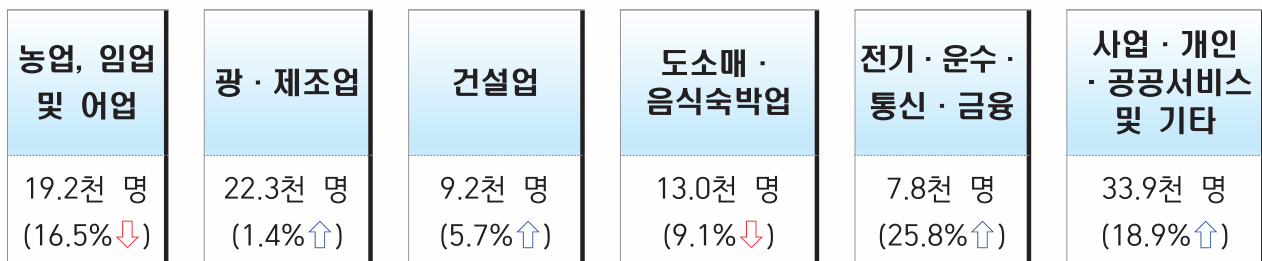 농업, 임업
및 어업
19.2천 명
(16.5%⇩)
광 · 제조업
22.3천 명
(1.4%⇧)
건설업
9.2천 명
(5.7%⇧)
도소매 ·
음식숙박업
13.0천 명
(9.1%⇩)
전기 · 운수 ·
통신 · 금융
7.8천 명
(25.8%⇧)
사업 · 개인
· 공공서비스
및 기타
33.9천 명
(18.9%⇧)